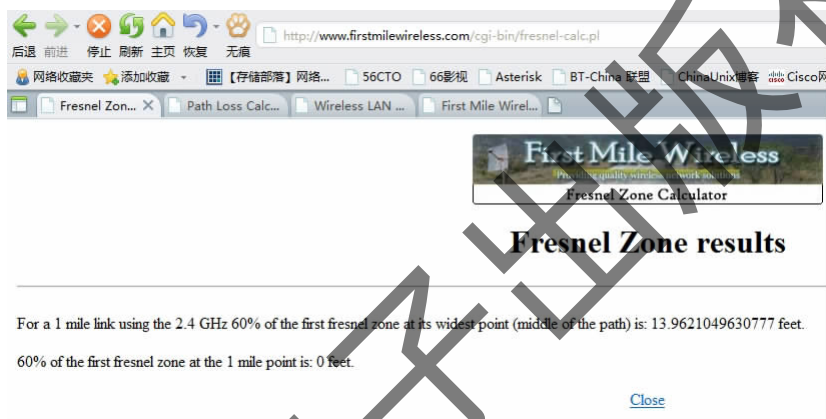 后退 前进 停止 刷新 主页 恢复 无痕
http://www.firstmilewireless.com/cgi-bin/fresnel-calc.pl
网络收藏夹 添加收藏 【存储部落】网络... 56CTO 66影视 Asterisk BT-China 联盟 ChinaUnix博客 Cisco网
Fresnel Zon... Path Loss Calc... Wireless LAN ... First Mile Wirel...
First Mile Wireless
Providing quality wireless network solutions
Fresnel Zone Calculator
Fresnel Zone results
For a 1 mile link using the 2.4 GHz 60% of the first fresnel zone at its widest point (middle of the path) is: 13.9621049630777 feet.
60% of the first fresnel zone at the 1 mile point is: 0 feet.
Close
子出版